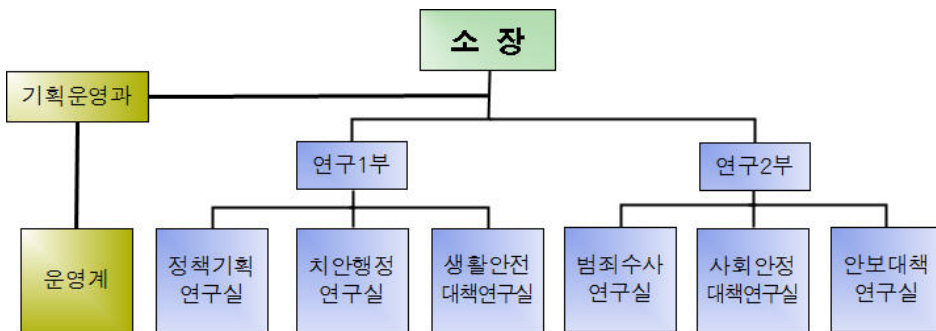 소 장
기획운영과
연구1부
연구2부
운영계
정책기획
연구실
치안행정
연구실
생활안전
대책연구실
범죄수사
연구실
사회안정
대책연구실
안보대책
연구실